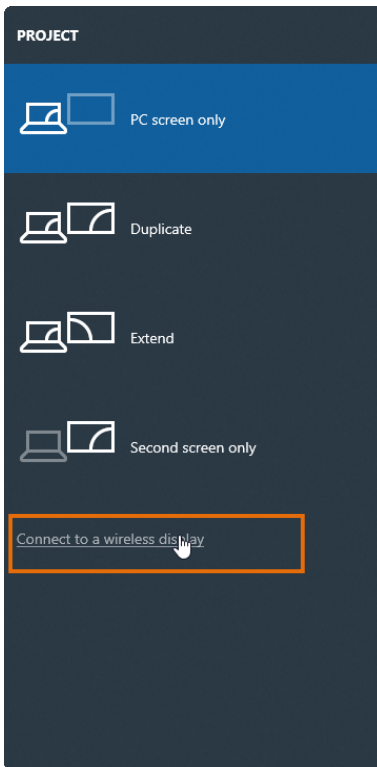 PROJECT
PC screen only
Duplicate
Extend
Second screen only
Connect to a wireless display